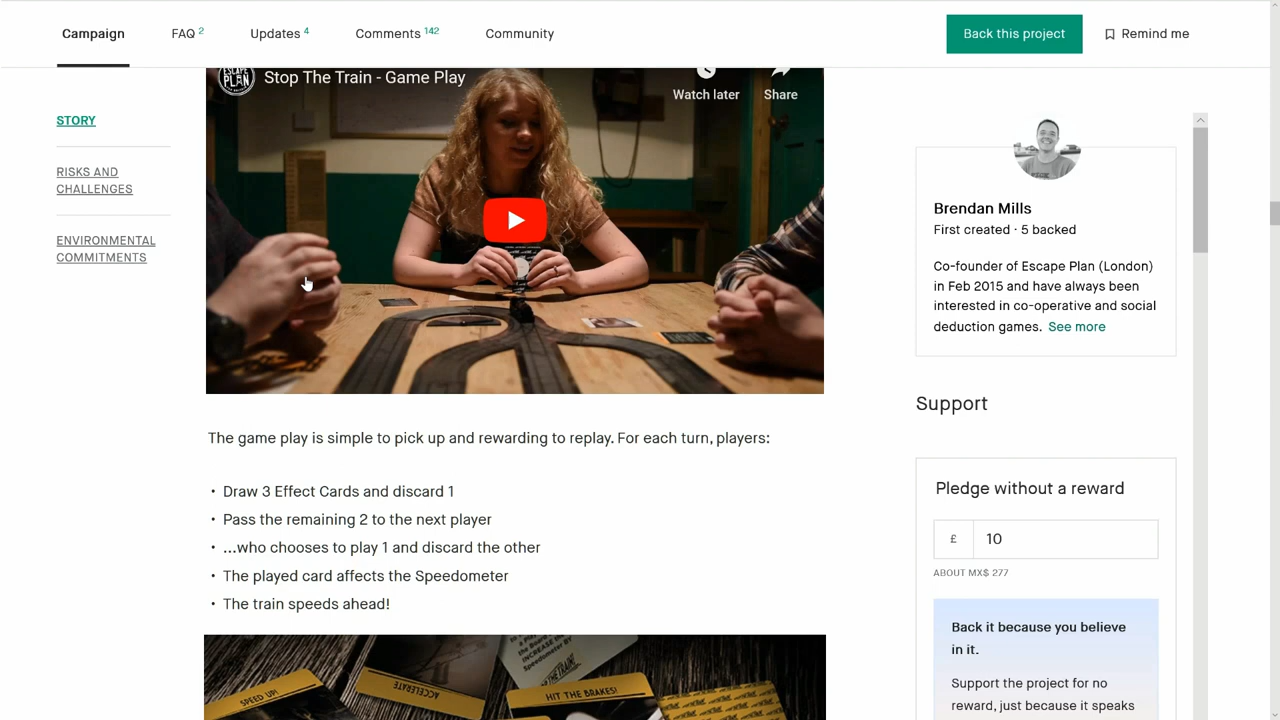 Campaign
FAQ 2
Updates 4
Comments 142
Community
Back this project
Remind me
ESCAPE
PLAN
Stop The Train - Game Play
Watch later
Share
STORY
RISKS AND
CHALLENGES
ENVIRONMENTAL
COMMITMENTS
Brendan Mills
First created · 5 backed
Co-founder of Escape Plan (London)
in Feb 2015 and have always been
interested in co-operative and social
deduction games. See more
The game play is simple to pick up and rewarding to replay. For each turn, players:
• Draw 3 Effect Cards and discard 1
• Pass the remaining 2 to the next player
• ...who chooses to play 1 and discard the other
• The played card affects the Speedometer
• The train speeds ahead!
Support
Pledge without a reward
£ 10
ABOUT MX$ 277
Back it because you believe
in it.
Support the project for no
reward, just because it speaks
INCREASE
Speedometer by
THE TRAIN!
SPEED UP!
ACCELERATE
HIT THE BRAKES!